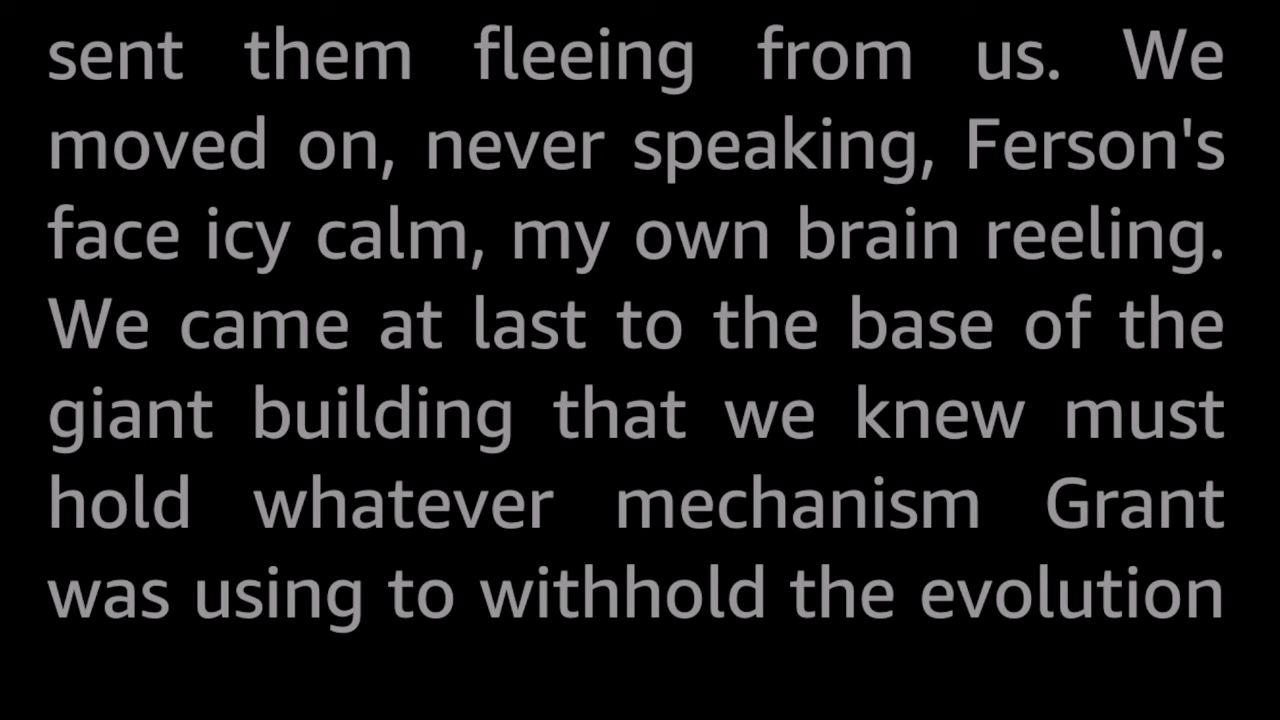 sent them fleeing from us. We
moved on, never speaking, Ferson's
face icy calm, my own brain reeling.
We came at last to the base of the
giant building that we knew must
hold whatever mechanism Grant
was using to withhold the evolution